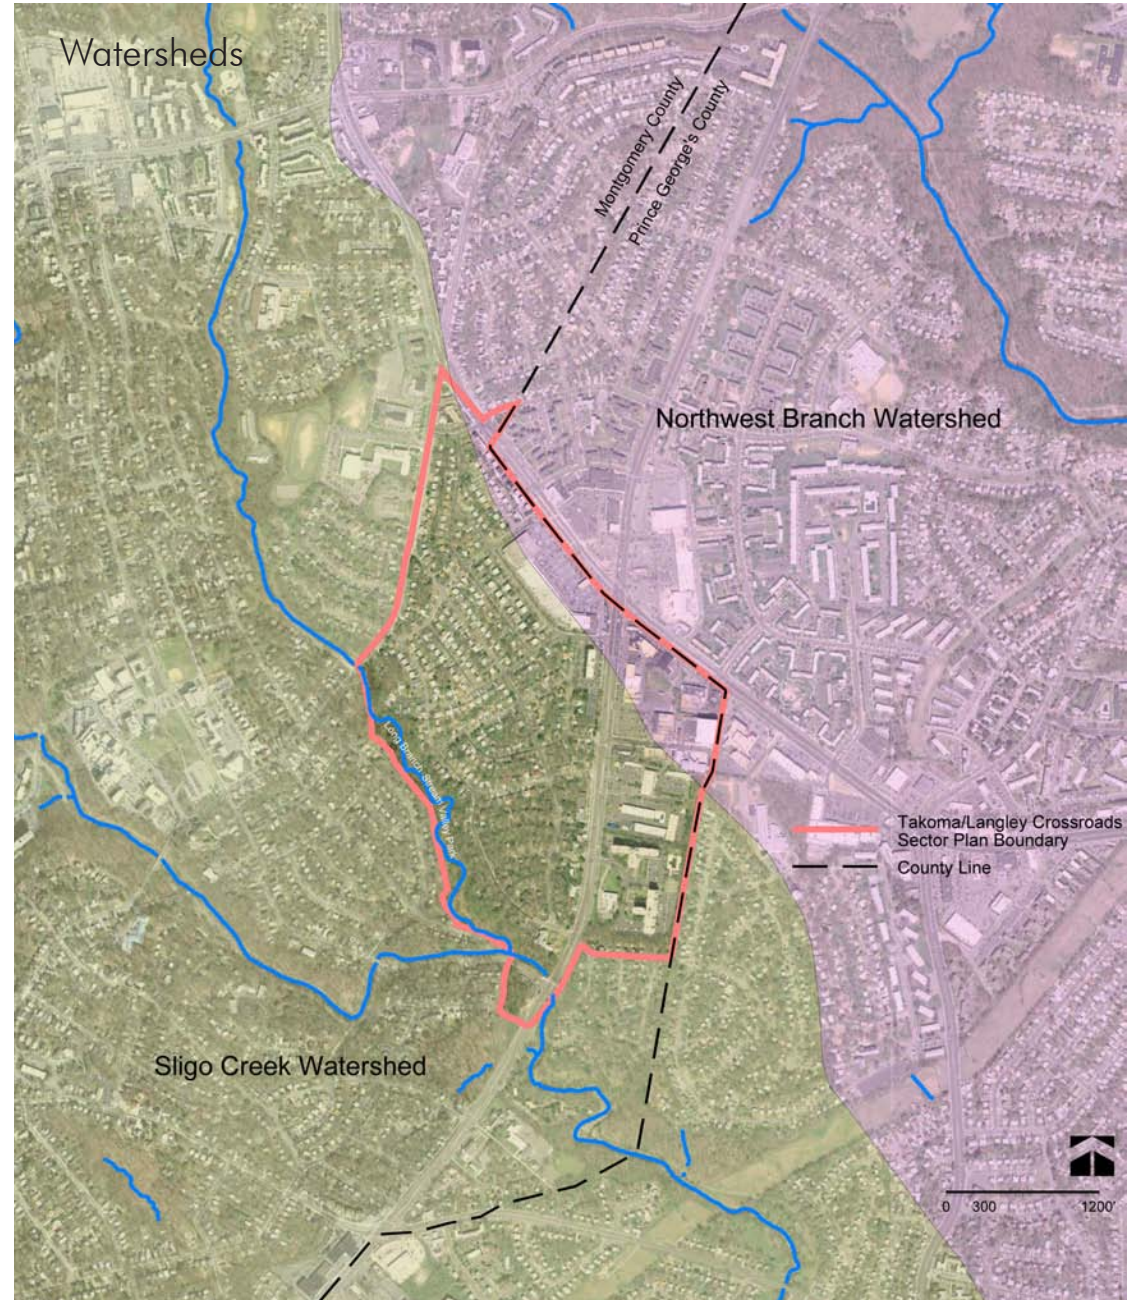 Watersheds
Montgomery County
Prince George's County
Northwest Branch Watershed
Long Branch Stream Valley Park
Takoma/Langley Crossroads
Sector Plan Boundary
County Line
Sligo Creek Watershed
0 300 1200'